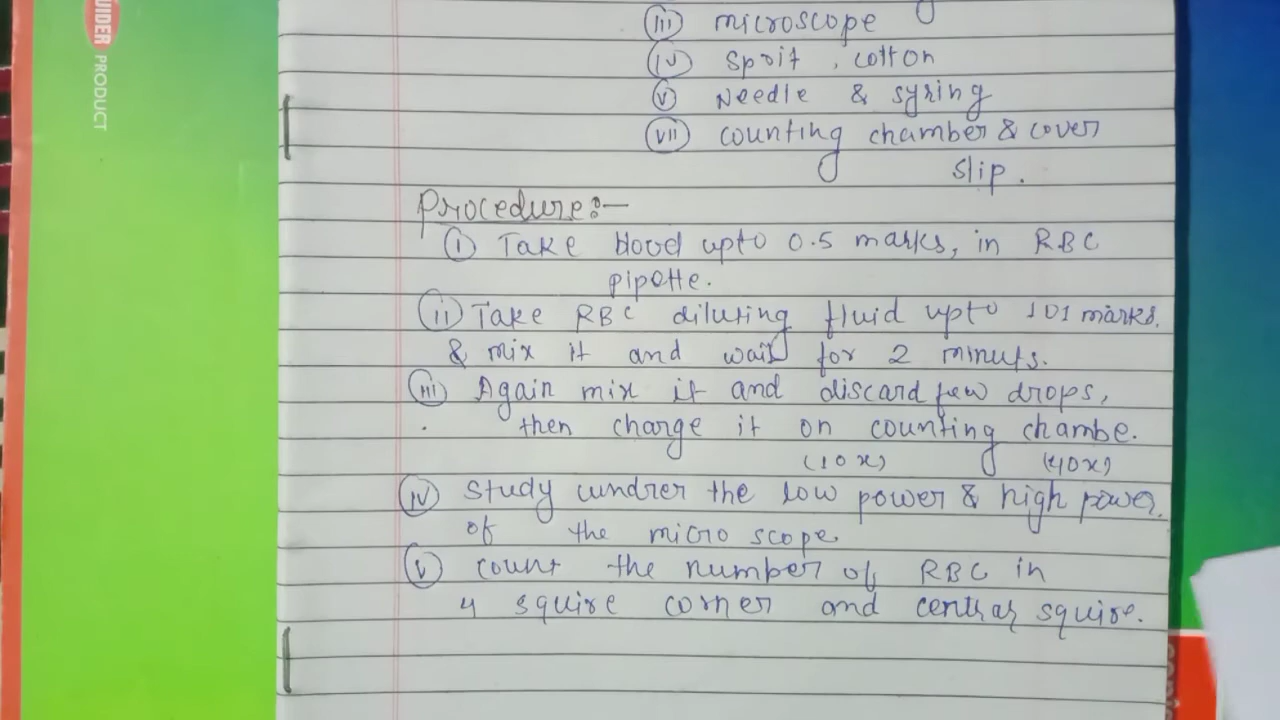 UIDER PRODUCT
(iii) microscope
(iv) sprit, cotton
(v) Needle & syring
(vii) counting chamber & cover
slip.
Procedure:-
(i) Take blood upto 0.5 marks, in RBC
pipette.
(ii) Take RBC diluting fluid upto 101 marks.
& mix it and wait for 2 minuts.
(iii) Again mix it and discard few drops,
then charge it on counting chambe.
(10x) (40x)
(iv) Study undrer the low power & high power.
of the micro scope.
(v) count the number of RBC in
4 squire corner and central squire.